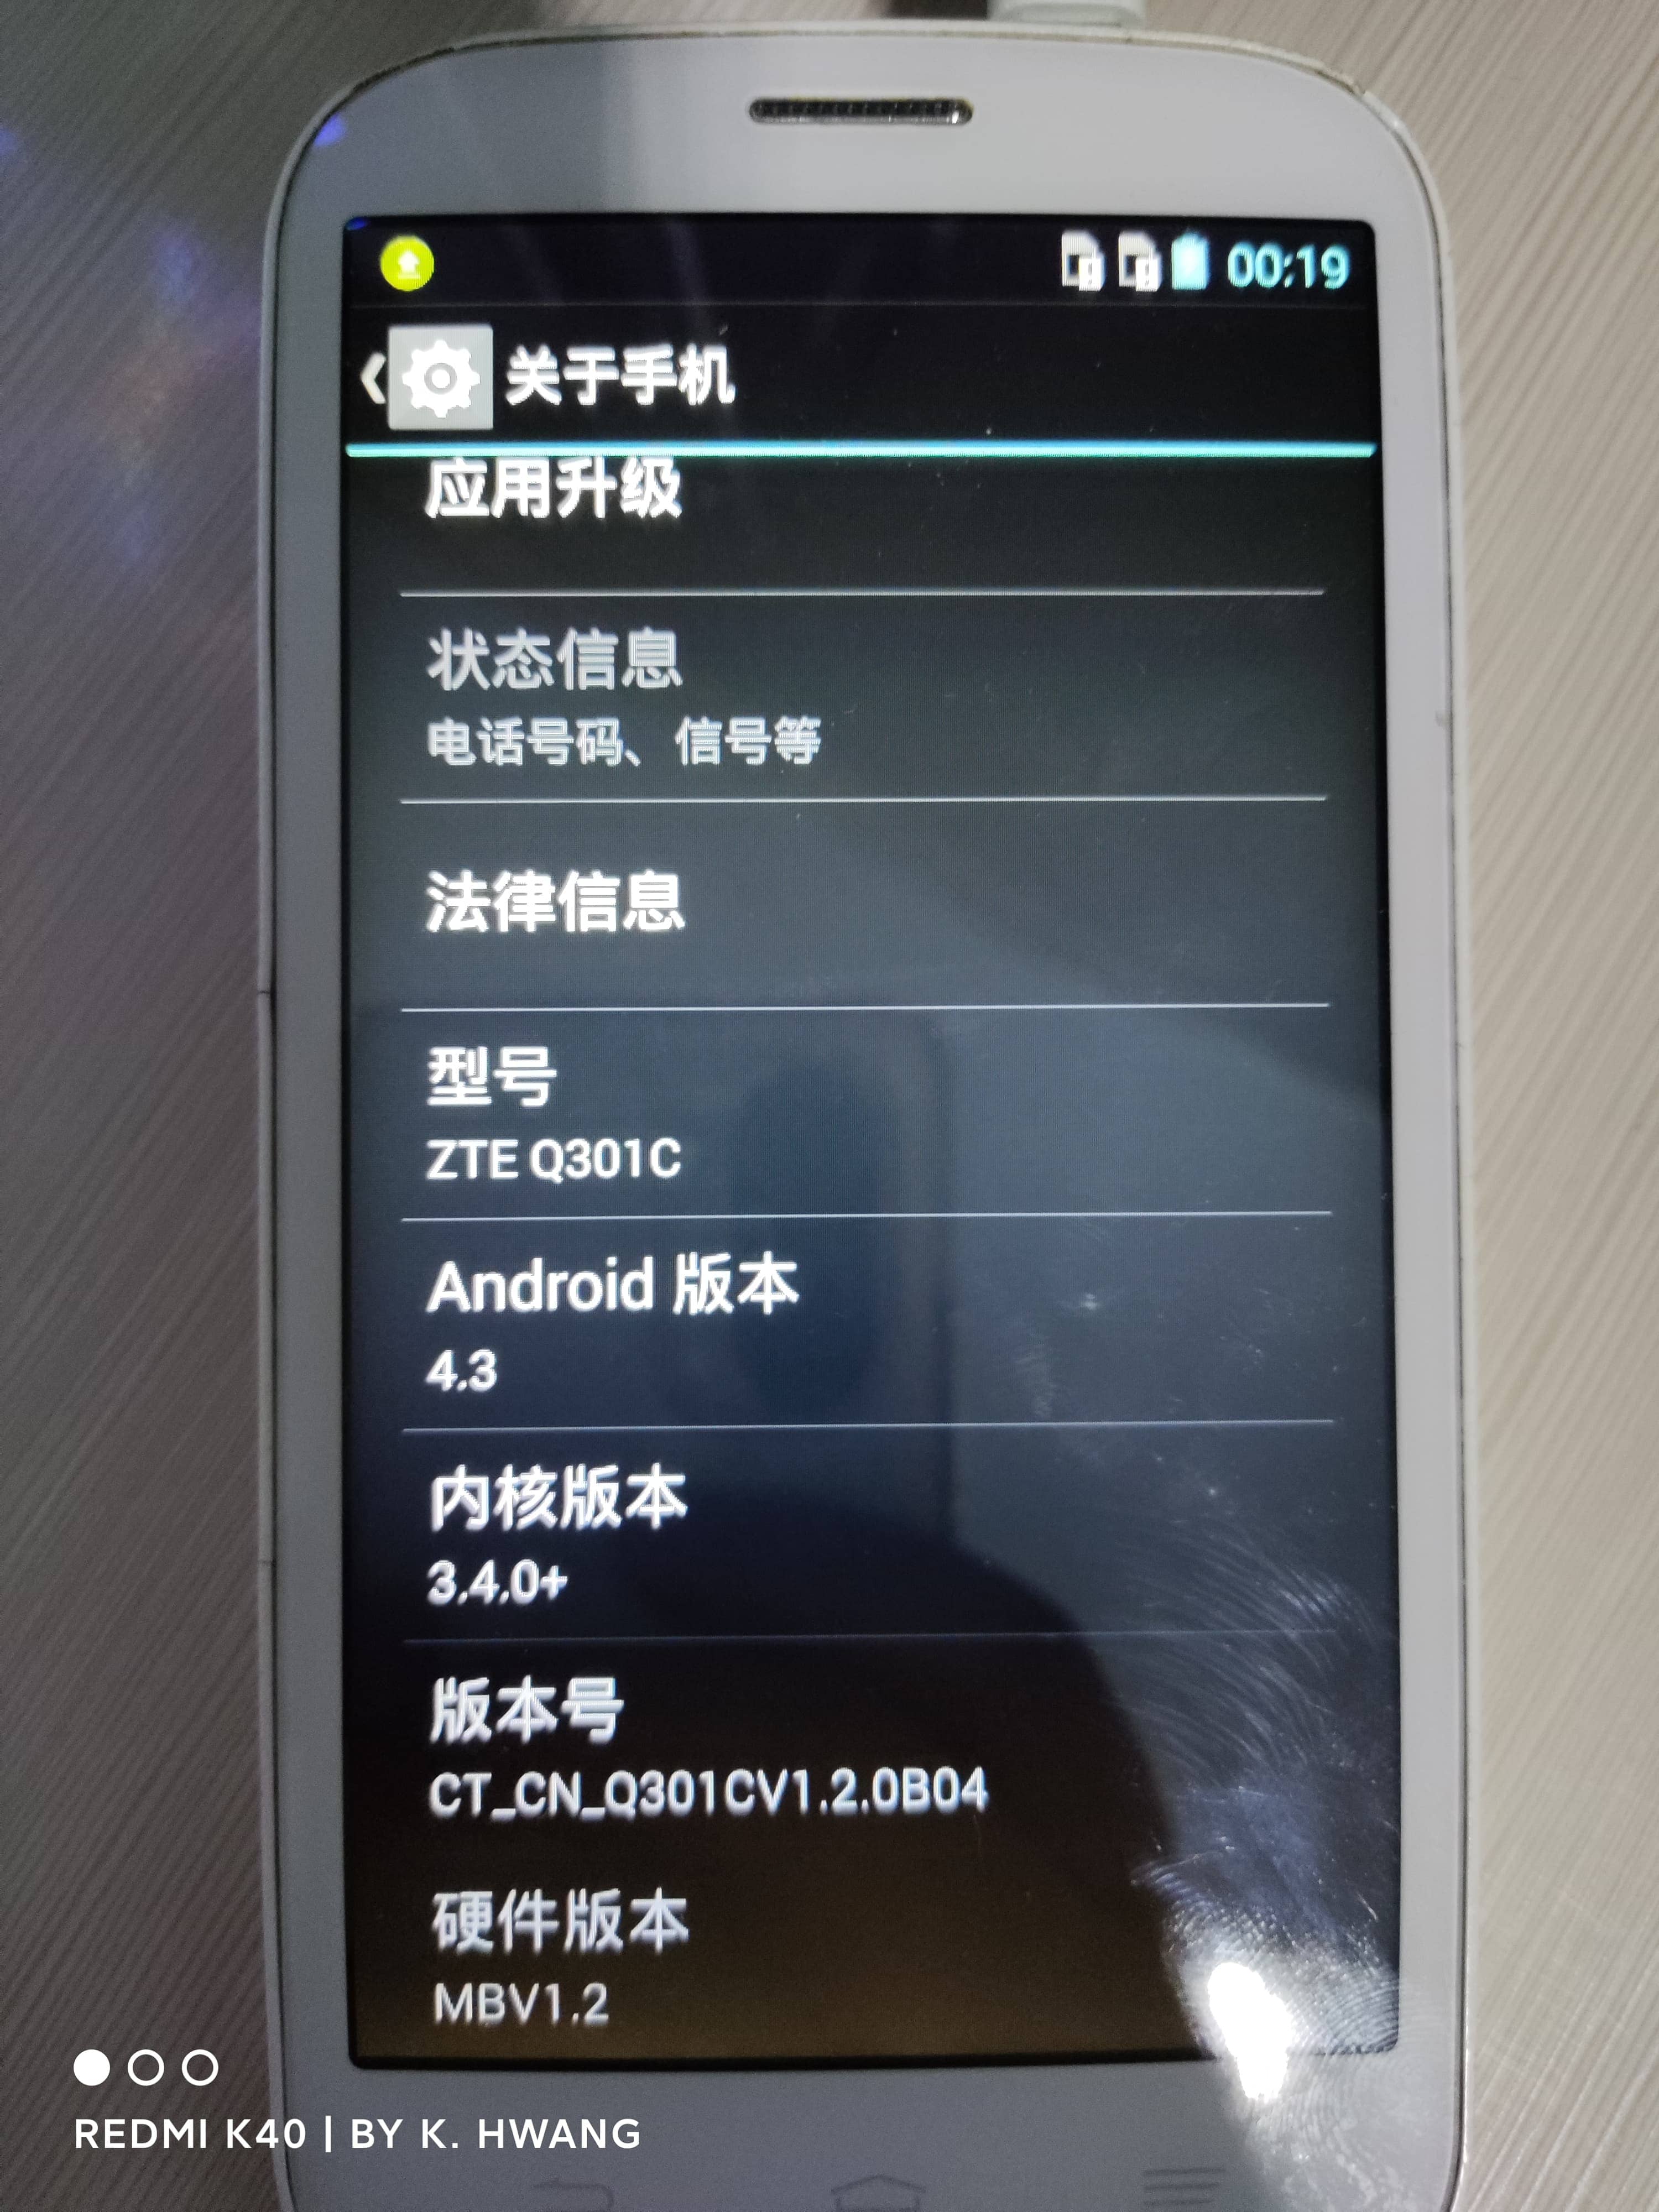 00:19
关于手机
应用升级
状态信息
电话号码、信号等
法律信息
型号
ZTE Q301C
Android 版本
4.3
内核版本
3.4.0+
版本号
CT_CN_Q301CV1.2.0B04
硬件版本
MBV1.2
REDMI K40 | BY K. HWANG